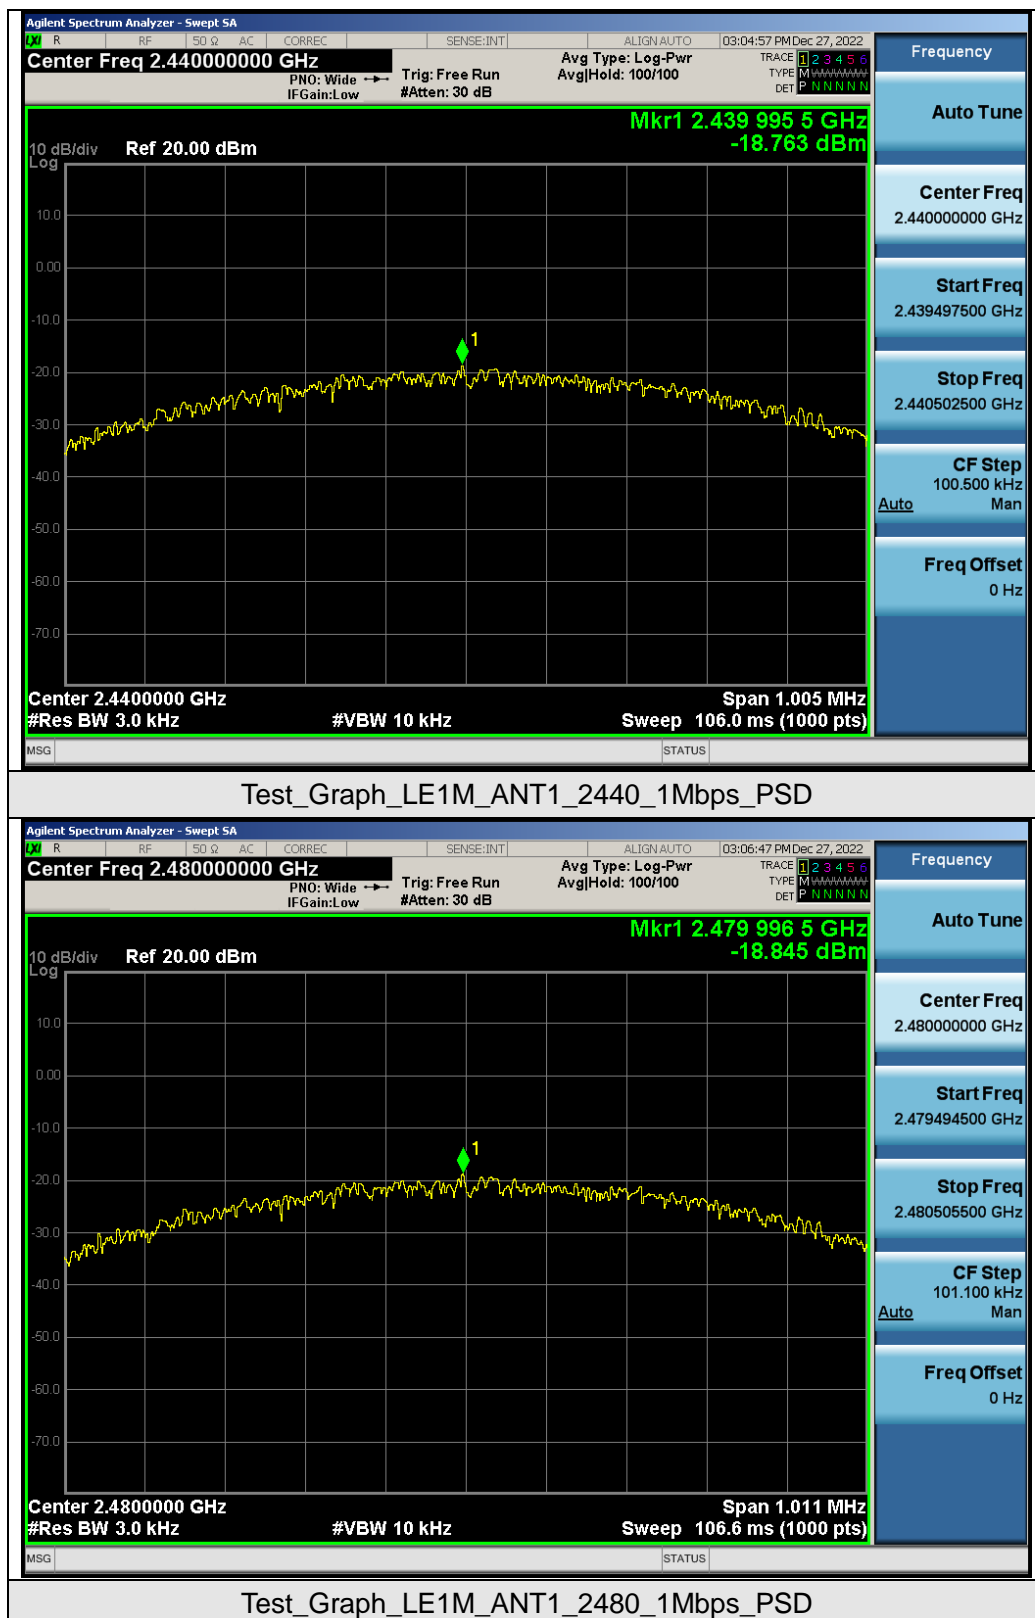 Agilent Spectrum Analyzer - Swept SA
LXI R RF 50 Ω AC CORREC SENSE:INT ALIGN AUTO 03:04:57 PM Dec 27, 2022
Center Freq 2.440000000 GHz
PNO: Wide
IFGain:Low
Trig: Free Run
#Atten: 30 dB
Avg Type: Log-Pwr
Avg|Hold: 100/100
TRACE 1 2 3 4 5 6
TYPE M WWWWW
DET P N N N N N
Mkr1 2.439 995 5 GHz
-18.763 dBm
10 dB/div Ref 20.00 dBm
Log
10.0
0.00
-10.0
-20.0
-30.0
-40.0
-50.0
-60.0
-70.0
1
Center 2.4400000 GHz Span 1.005 MHz
#Res BW 3.0 kHz #VBW 10 kHz Sweep 106.0 ms (1000 pts)
MSG STATUS
Frequency
Auto Tune
Center Freq
2.440000000 GHz
Start Freq
2.439497500 GHz
Stop Freq
2.440502500 GHz
CF Step
100.500 kHz
Auto Man
Freq Offset
0 Hz
Test_Graph_LE1M_ANT1_2440_1Mbps_PSD
Agilent Spectrum Analyzer - Swept SA
LXI R RF 50 Ω AC CORREC SENSE:INT ALIGN AUTO 03:06:47 PM Dec 27, 2022
Center Freq 2.480000000 GHz
PNO: Wide
IFGain:Low
Trig: Free Run
#Atten: 30 dB
Avg Type: Log-Pwr
Avg|Hold: 100/100
TRACE 1 2 3 4 5 6
TYPE M WWWWW
DET P N N N N N
Mkr1 2.479 996 5 GHz
-18.845 dBm
10 dB/div Ref 20.00 dBm
Log
10.0
0.00
-10.0
-20.0
-30.0
-40.0
-50.0
-60.0
-70.0
1
Center 2.4800000 GHz Span 1.011 MHz
#Res BW 3.0 kHz #VBW 10 kHz Sweep 106.6 ms (1000 pts)
MSG STATUS
Frequency
Auto Tune
Center Freq
2.480000000 GHz
Start Freq
2.479494500 GHz
Stop Freq
2.480505500 GHz
CF Step
101.100 kHz
Auto Man
Freq Offset
0 Hz
Test_Graph_LE1M_ANT1_2480_1Mbps_PSD